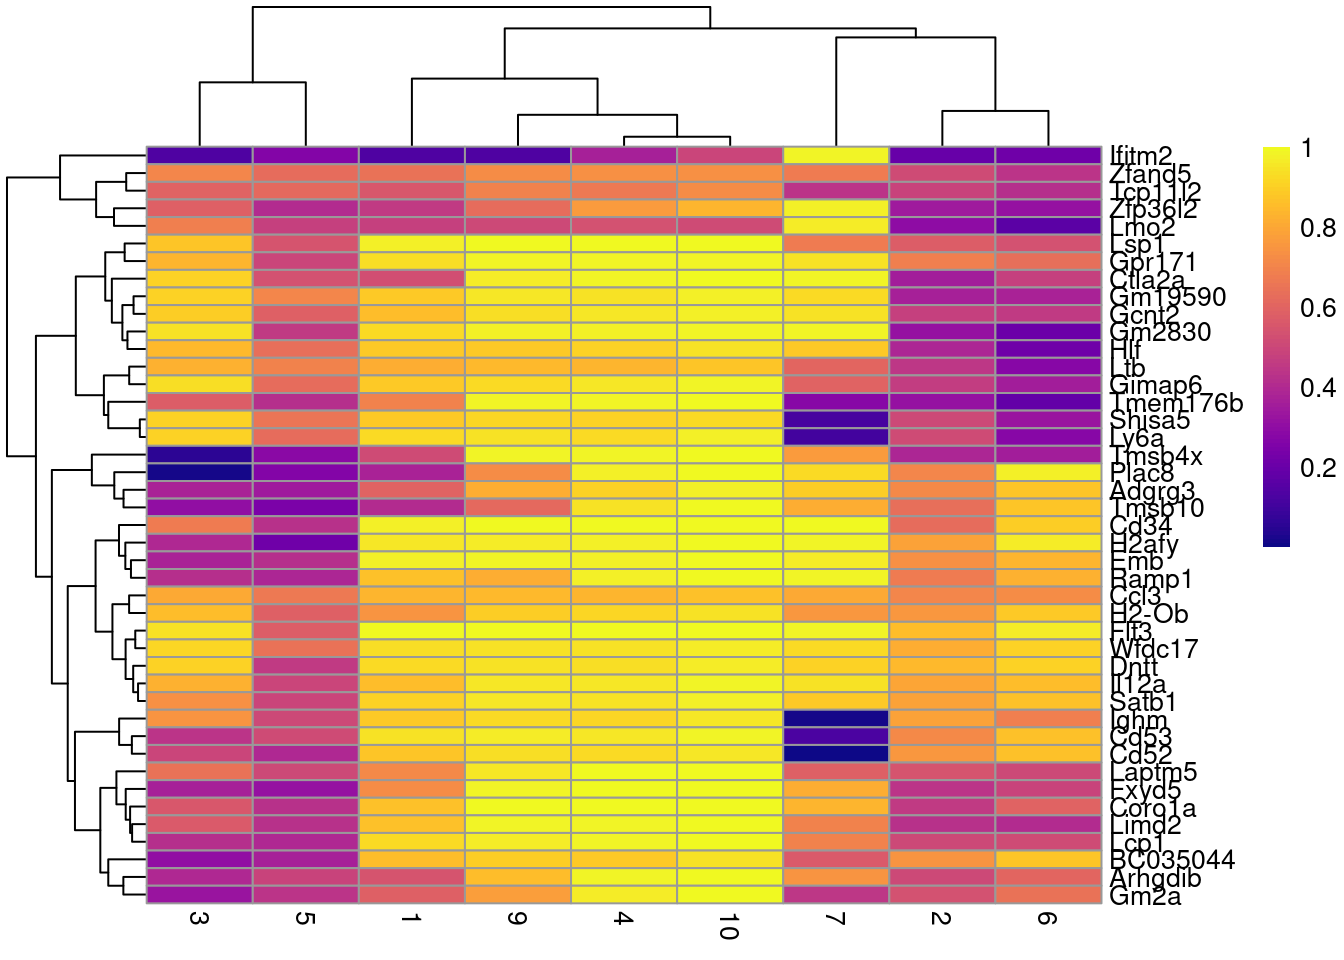 Ifitm2
Zfand5
Tcp11l2
Zfp36l2
Lmo2
Lsp1
Gpr171
Ctla2a
Gm19590
Gcnt2
Gm2830
Hlf
Ltb
Gimap6
Tmem176b
Shisa5
Ly6a
Tmsb4x
Plac8
Adgrg3
Tmsb10
Cd34
H2afy
Emb
Ramp1
Ccl3
H2-Ob
Flt3
Wfdc17
Dntt
Il12a
Satb1
Ighm
Cd53
Cd52
Laptm5
Fxyd5
Coro1a
Limd2
Lcp1
BC035044
Arhgdib
Gm2a
3 5 1 9 4 10 7 2 6
1
0.8
0.6
0.4
0.2